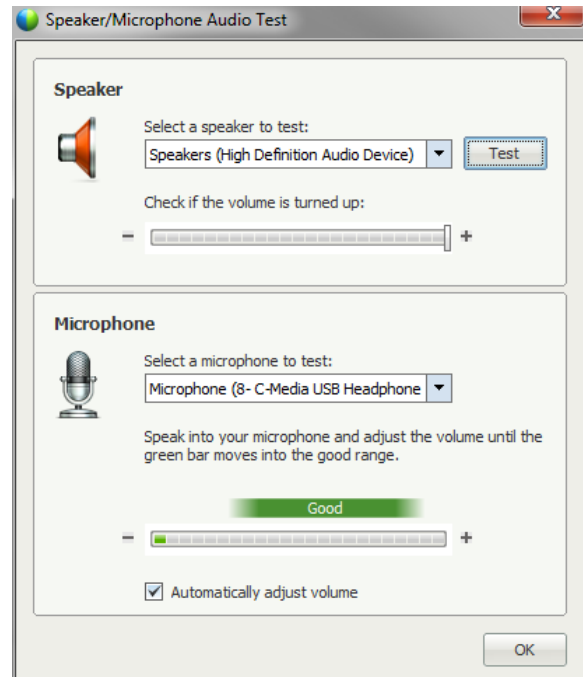 Speaker/Microphone Audio Test
Speaker
Select a speaker to test:
Speakers (High Definition Audio Device)
Test
Check if the volume is turned up:
Microphone
Select a microphone to test:
Microphone (8- C-Media USB Headphone
Speak into your microphone and adjust the volume until the
green bar moves into the good range.
Good
Automatically adjust volume
OK